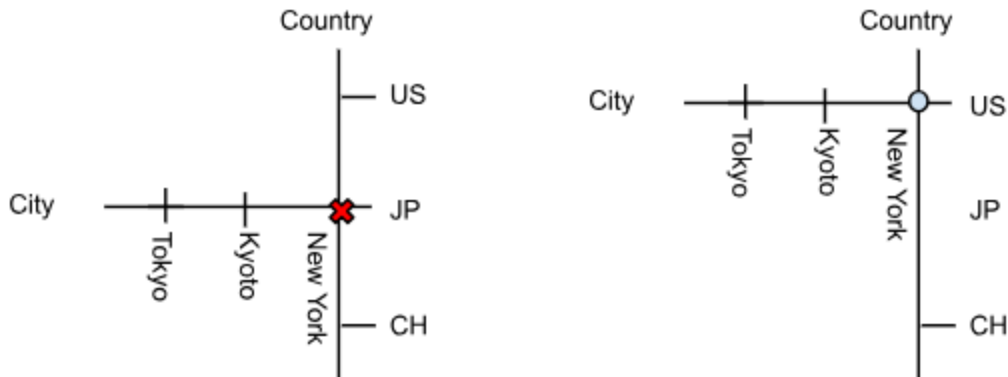 Country
US
City
JP
Tokyo
Kyoto
New York
CH
Country
City
US
Tokyo
Kyoto
New York
JP
CH